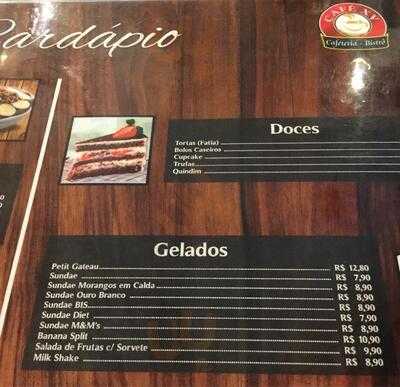 Cardápio
CAFÉ XV
Cafeteria - Bistrô
Doces
Tortas (Fatia)
Bolos Caseiros
Cupcake
Trufas
Quindim
Gelados
Petit Gateau R$ 12,80
Sundae R$ 7,90
Sundae Morangos em Calda R$ 8,90
Sundae Ouro Branco R$ 8,90
Sundae BIS R$ 8,90
Sundae Diet R$ 7,90
Sundae M&M's R$ 8,90
Banana Split R$ 10,90
Salada de Frutas c/ Sorvete R$ 9,90
Milk Shake R$ 8,90